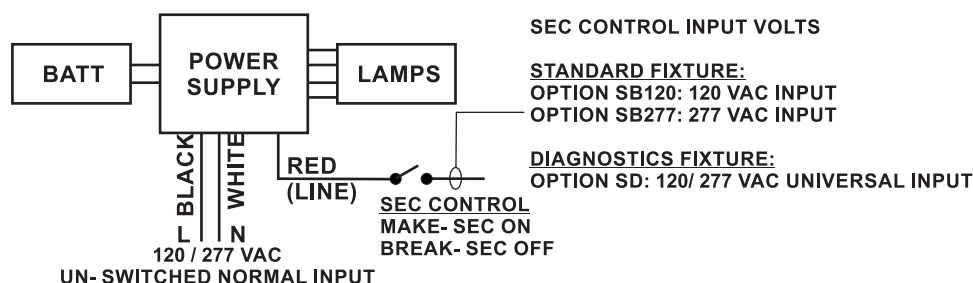 SEC CONTROL INPUT VOLTS
BATT
POWER
SUPPLY
LAMPS
STANDARD FIXTURE:
OPTION SB120: 120 VAC INPUT
OPTION SB277: 277 VAC INPUT
DIAGNOSTICS FIXTURE:
OPTION SD: 120/ 277 VAC UNIVERSAL INPUT
BLACK
WHITE
RED
(LINE)
SEC CONTROL
MAKE- SEC ON
BREAK- SEC OFF
L N
120 / 277 VAC
UN- SWITCHED NORMAL INPUT